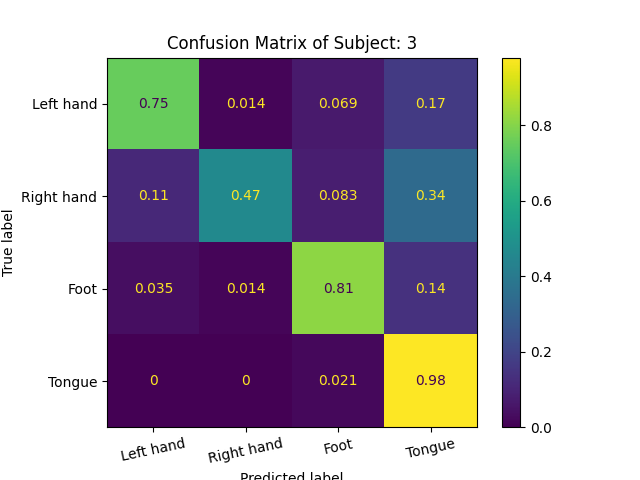 Confusion Matrix of Subject: 3
True label
Left hand 0.75 0.014 0.069 0.17
Right hand 0.11 0.47 0.083 0.34
Foot 0.035 0.014 0.81 0.14
Tongue 0 0 0.021 0.98
Left hand Right hand Foot Tongue
Predicted label
0.8
0.6
0.4
0.2
0.0